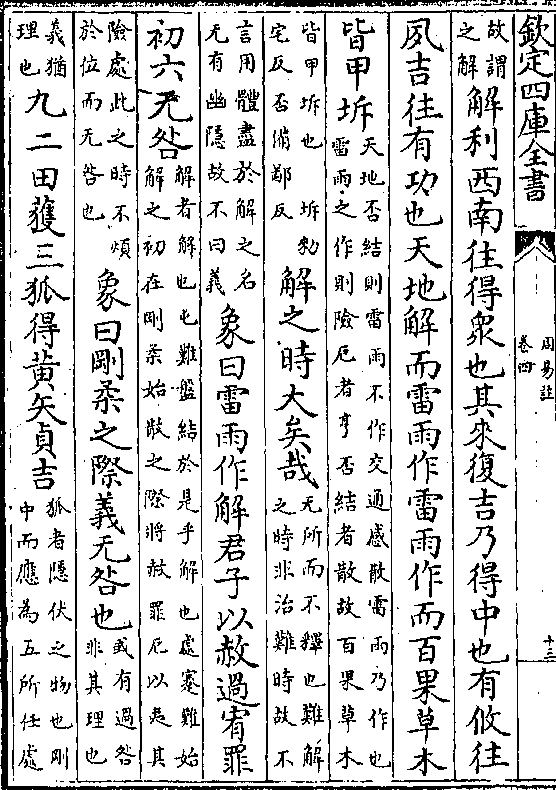 欽定四庫全書
周易註
卷四
十三
故謂
之解
解利西南往得衆也其來復吉乃得中也有攸往
夙吉往有功也天地解而雷雨作雷雨作而百果草木
皆甲坼
天地否結則雷雨不作交通感散雷雨乃作也
雷雨之作則險厄者亨否結者散故百果草木
皆甲坼也 坼勑
宅反否備鄙反
解之時大矣哉
无所而不釋也難解
之時非治難時故不
言用體盡於解之名
无有幽隱故不曰義
象曰雷雨作解君子以赦過宥罪
初六无咎
解者解也屯難盤結於是乎解也處蹇難始
解之初在剛柔始散之際將赦罪厄以夷其
險處此之時不煩
於位而无咎也
象曰剛柔之際義无咎也
或有過咎
非其理也
義猶
理也
九二田獲三狐得黃矢貞吉
狐者隱伏之物也剛
中而應為五所任處